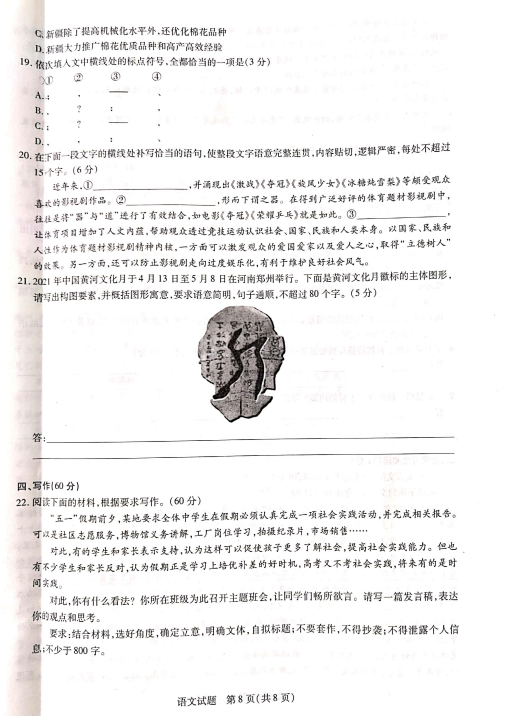 C.新疆除了提高机械化水平外,还优化棉花品种
D.新疆大力推广棉花优质品种和高产高效经验
19.依次填入文中横线处的标点符号,全都恰当的一项是(3分)
① ② ③ ④
A.; 、 —— 、
B.、 ? : 、
C.; ? —— 、
D.、 、 : 、
20.在下面一段文字的横线处补写恰当的语句,使整段文字语意完整连贯,内容贴切,逻辑严密,每处不超过
15个字。(6分)
近年来,①________________,并涌现出《激战》《夺冠》《旋风少女》《冰糖炖雪梨》等颇受观众
喜欢的影视剧作品。②________________,形而下谓之器。在得到广泛好评的体育题材影视剧中,
往往是将“器”与“道”进行了有效结合,如电影《夺冠》《荣耀乒乓》就是如此。③________________,
让体育项目增加了人文内蕴,帮助观众透过竞技运动认识社会、国家、民族和人类本身。以国家、民族和
人性作为体育题材影视剧精神内核,一方面可以激发观众的爱国爱家以及爱人之心,取得“立德树人”
的效果。另一方面,还可以防止影视剧走向过度娱乐化,有利于维护良好社会风气。
21.2021年中国黄河文化月于4月13日至5月8日在河南郑州举行。下面是黄河文化月徽标的主体图形,
请写出构图要素,并概括图形寓意,要求语意简明,句子通顺,不超过80个字。(5分)
答:
四、写作(60分)
22.阅读下面的材料,根据要求写作。(60分)
“五一”假期前夕,某地要求全体中学生在假期必须认真完成一项社会实践活动,并完成相关报告。
可以是社区志愿服务,博物馆义务讲解,工厂岗位学习,拍摄纪录片,市场销售……
对此,有的学生和家长表示支持,认为这样可以促使孩子更多了解社会,提高社会实践能力。但也
有不少学生和家长反对,认为假期正是学习上培优补差的好时机,高考又不考社会实践,将来有的是时
间实践。
对此,你有什么看法?你所在班级为此召开主题班会,让同学们畅所欲言。请写一篇发言稿,表达
你的观点和思考。
要求:结合材料,选好角度,确定立意,明确文体,自拟标题;不要套作,不得抄袭;不得泄露个人信
息;不少于800字。
语文试题 第8页(共8页)